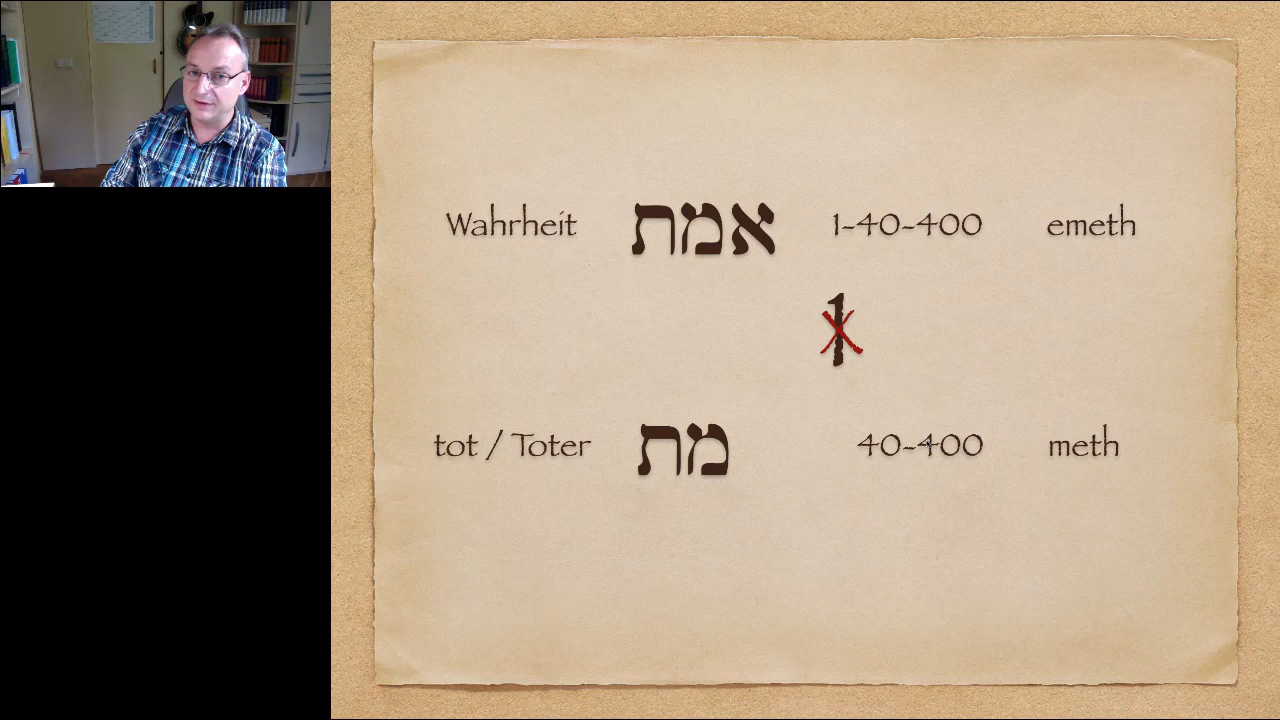 Wahrheit אמת 1-40-400 emeth
1
tot / Toter מת 40-400 meth